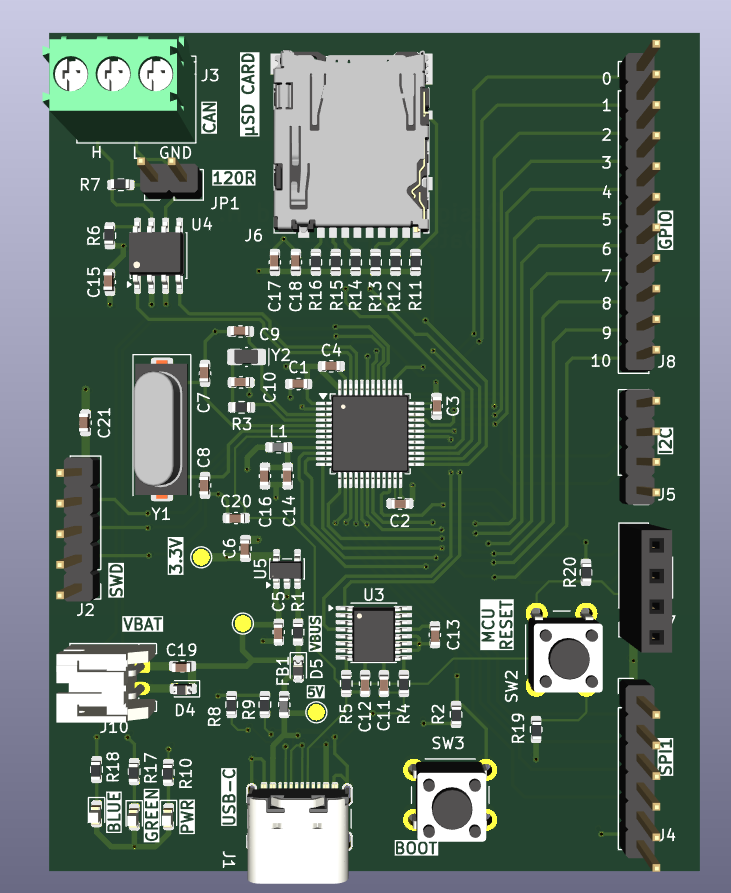 J3
CAN
µSD CARD
H
L
GND
R7
120R
JP1
U4
R6
C15
J6
C17
C18
R16
R15
R14
R13
R12
R11
0
1
2
3
4
5
6
7
8
9
10
GPIO
J8
C9
Y2
C4
C1
C7
C10
R3
C3
C21
L1
C8
C16
C14
Y1
C20
C2
I2C
J5
SWD
J2
3.3V
C6
U5
C5
R1
VBUS
U3
C13
MCU
RESET
R20
7
VBAT
C19
D4
J10
FB1
D5
5V
R8
R9
R5
C12
C11
R4
R2
SW2
R19
SW3
SPI1
J4
R18
R17
R10
BLUE
GREEN
PWR
USB-C
J1
BOOT